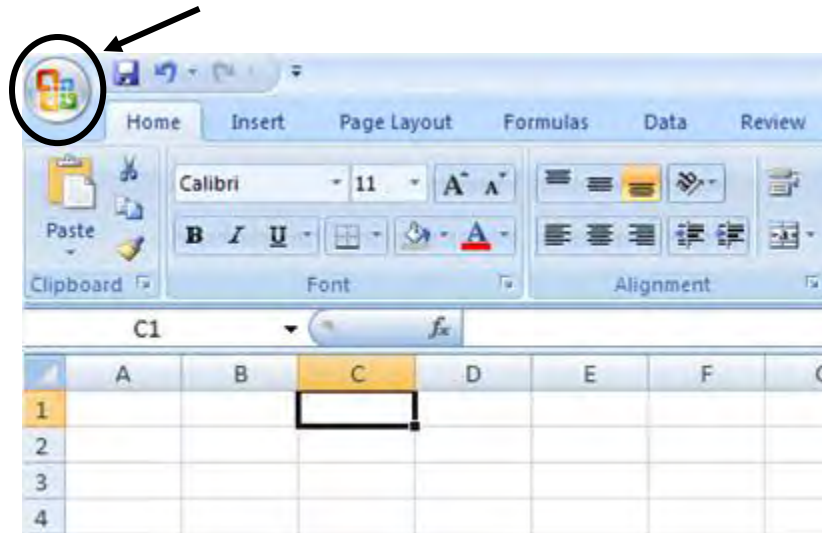 Home Insert Page Layout Formulas Data Review
Calibri 11 A A
Paste B I U A
Clipboard Font Alignment
C1 fx
A B C D E F
1
2
3
4